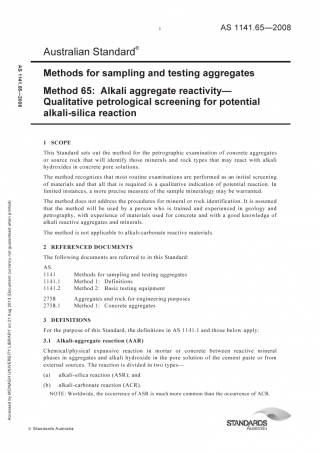 1
AS 1141.65—2008
Australian Standard®
Methods for sampling and testing aggregates
Method 65: Alkali aggregate reactivity—
Qualitative petrological screening for potential
alkali-silica reaction
1 SCOPE
This Standard sets out the method for the petrographic examination of concrete aggregates
or source rock that will identify those minerals and rock types that may react with alkali
hydroxides in concrete pore solutions.
The method recognizes that most routine examinations are performed as an initial screening
of materials and that all that is required is a qualitative indication of potential reaction. In
limited instances, a more precise measure of the sample mineralogy may be warranted.
The method does not address the procedures for mineral or rock identification. It is assumed
that the method will be used by a person who is trained and experienced in geology and
petrography, with experience of materials used for concrete and with a good knowledge of
alkali reactive aggregates and minerals.
The method is not applicable to alkali-carbonate reactive materials.
2 REFERENCED DOCUMENTS
The following documents are referred to in this Standard:
AS
1141 Methods for sampling and testing aggregates
1141.1 Method 1: Definitions
1141.2 Method 2: Basic testing equipment
2758 Aggregates and rock for engineering purposes
2758.1 Method 1: Concrete aggregates
3 DEFINITIONS
For the purpose of this Standard, the definitions in AS 1141.1 and those below apply:
3.1 Alkali-aggregate reaction (AAR)
Chemical/physical expansive reaction in mortar or concrete between reactive mineral
phases in aggregates and alkali hydroxide in the pore solution of the cement paste or from
external sources. The reaction is divided in two types—
(a) alkali-silica reaction (ASR); and
(b) alkali-carbonate reaction (ACR).
NOTE: Worldwide, the occurrence of ASR is much more common than the occurrence of ACR.
© Standards Australia
STANDARDS
Australia
AS 1141.65—2008
Accessed by MONASH UNIVERSITY LIBRARY on 21 Aug 2012 (Document currency not guaranteed when printed)